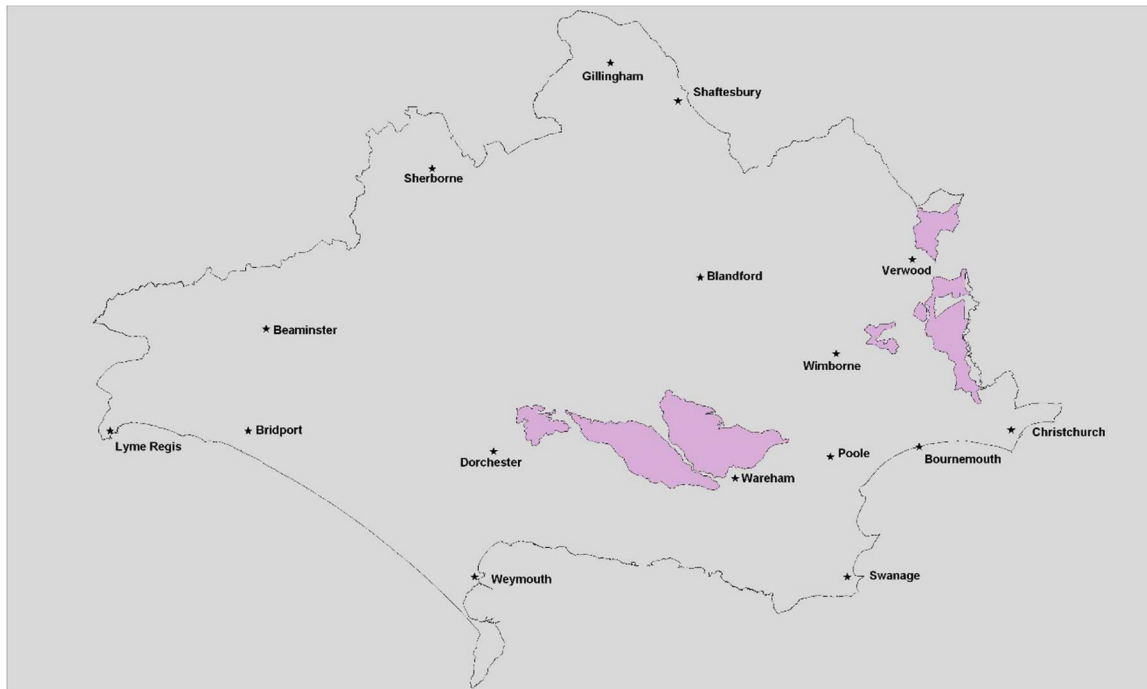 Gillingham
Shaftesbury
Sherborne
Verwood
Blandford
Beaminster
Wimborne
Lyme Regis
Bridport
Christchurch
Dorchester
Poole
Bournemouth
Wareham
Weymouth
Swanage